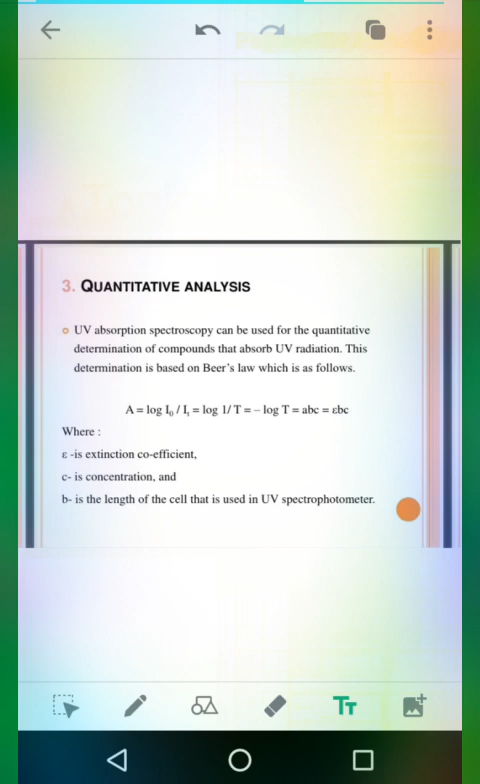 3. QUANTITATIVE ANALYSIS
UV absorption spectroscopy can be used for the quantitative
determination of compounds that absorb UV radiation. This
determination is based on Beer's law which is as follows.
A = log I₀ / Iₜ = log 1/ T = – log T = abc = εbc
Where :
ε -is extinction co-efficient,
c- is concentration, and
b- is the length of the cell that is used in UV spectrophotometer.
TT